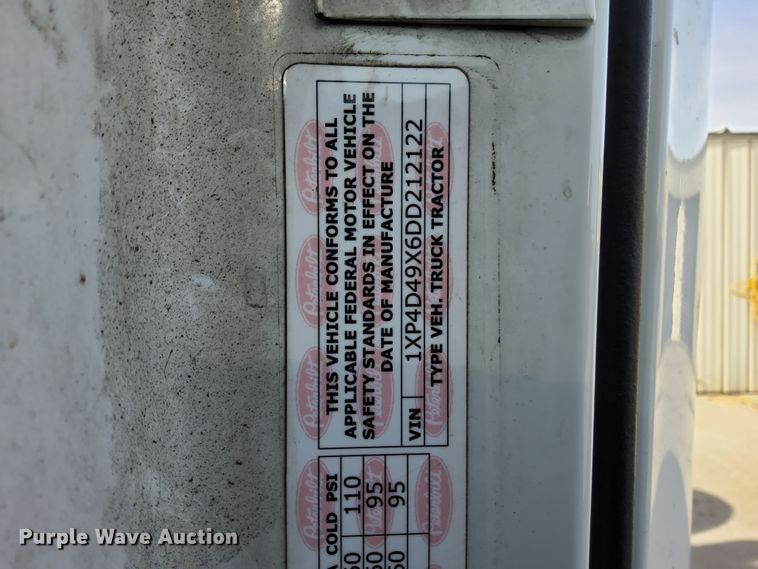 THIS VEHICLE CONFORMS TO ALL
APPLICABLE FEDERAL MOTOR VEHICLE
SAFETY STANDARDS IN EFFECT ON THE
DATE OF MANUFACTURE
VIN 1XP4D49X6DD212122
TYPE VEH. TRUCK TRACTOR
COLD PSI
110
95
95
Peterbilt
Purple Wave Auction